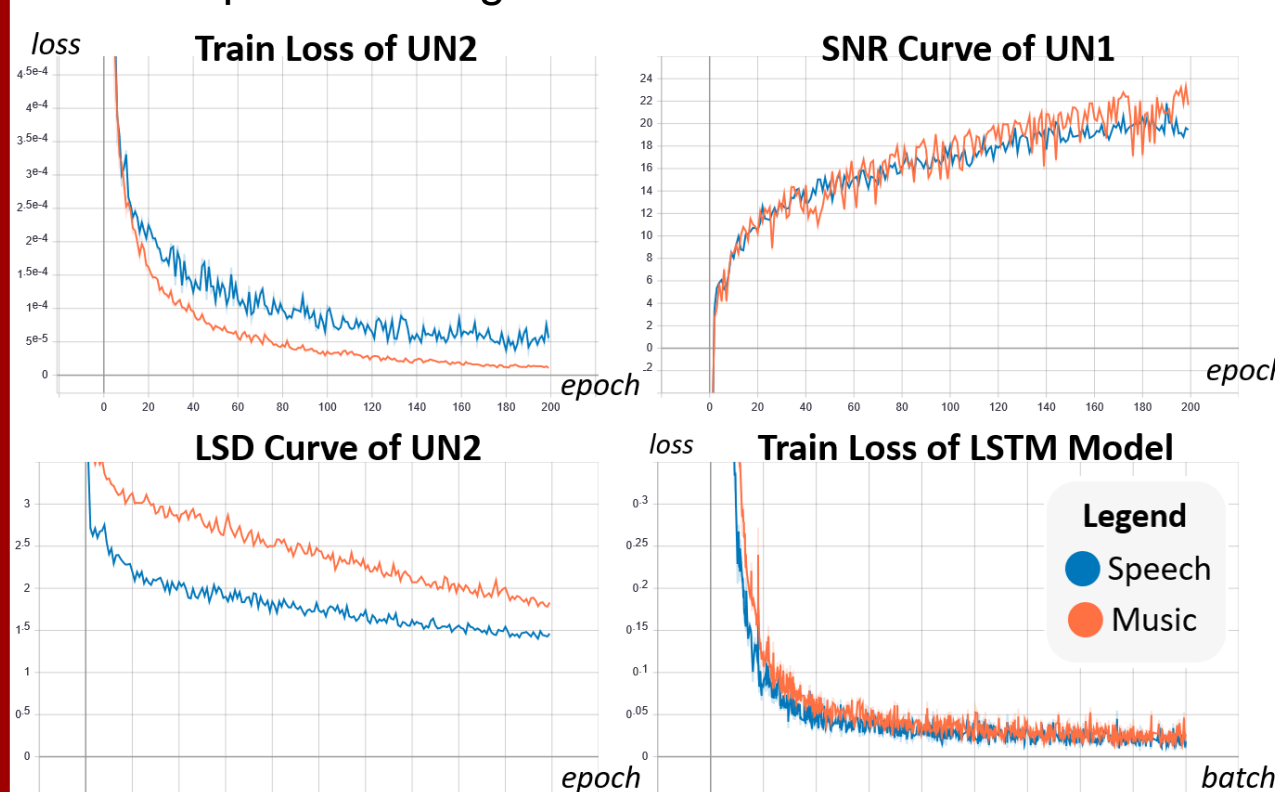 loss
Train Loss of UN2
4.5e-4
4e-4
3.5e-4
3e-4
2.5e-4
2e-4
1.5e-4
1e-4
5e-5
0
0 20 40 60 80 100 120 140 160 180 200
epoch
SNR Curve of UN1
24
22
20
18
16
14
12
10
8
6
4
2
0
-2
0 20 40 60 80 100 120 140 160 180 200
epoch
LSD Curve of UN2
3
2.5
2
1.5
1
0.5
0
epoch
loss
Train Loss of LSTM Model
0.3
0.25
0.2
0.15
0.1
0.05
0
batch
Legend
Speech
Music